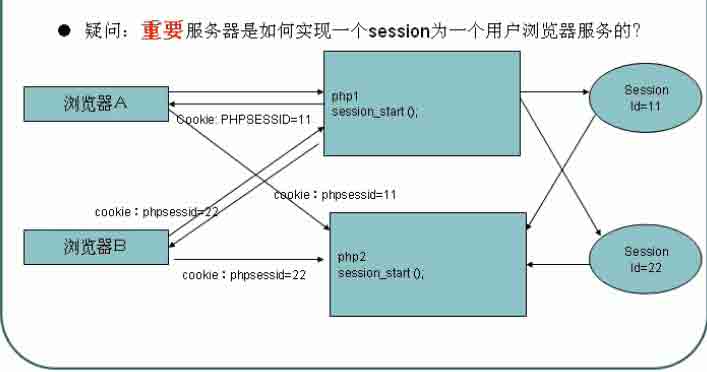 ● 疑问：重要服务器是如何实现一个session为一个用户浏览器服务的?
浏览器A
php1
session_start ();
Session
Id=11
Cookie: PHPSESSID=11
cookie：phpsessid=11
cookie：phpsessid=22
浏览器B
php2
session_start ();
Session
Id=22
cookie：phpsessid=22